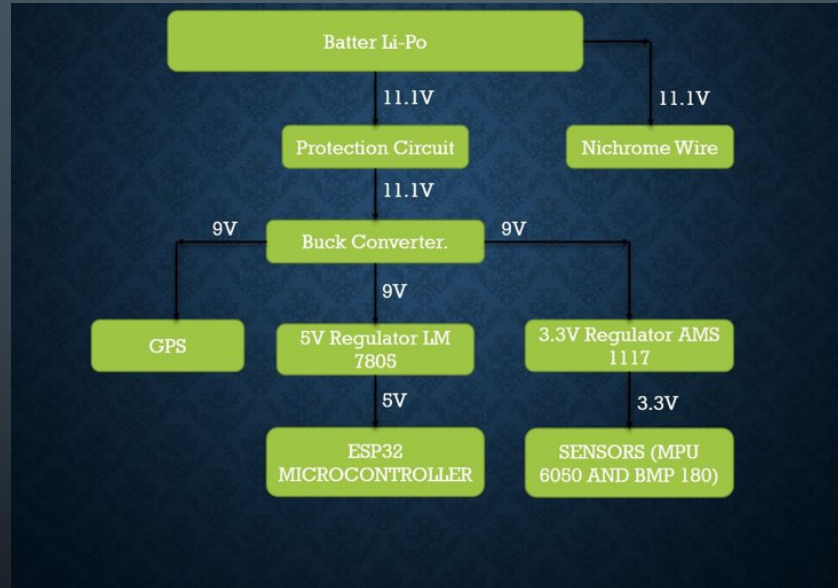 Batter Li-Po
11.1V
11.1V
Protection Circuit
Nichrome Wire
11.1V
9V
Buck Converter.
9V
9V
GPS
5V Regulator LM
7805
3.3V Regulator AMS
1117
5V
3.3V
ESP32
MICROCONTROLLER
SENSORS (MPU
6050 AND BMP 180)